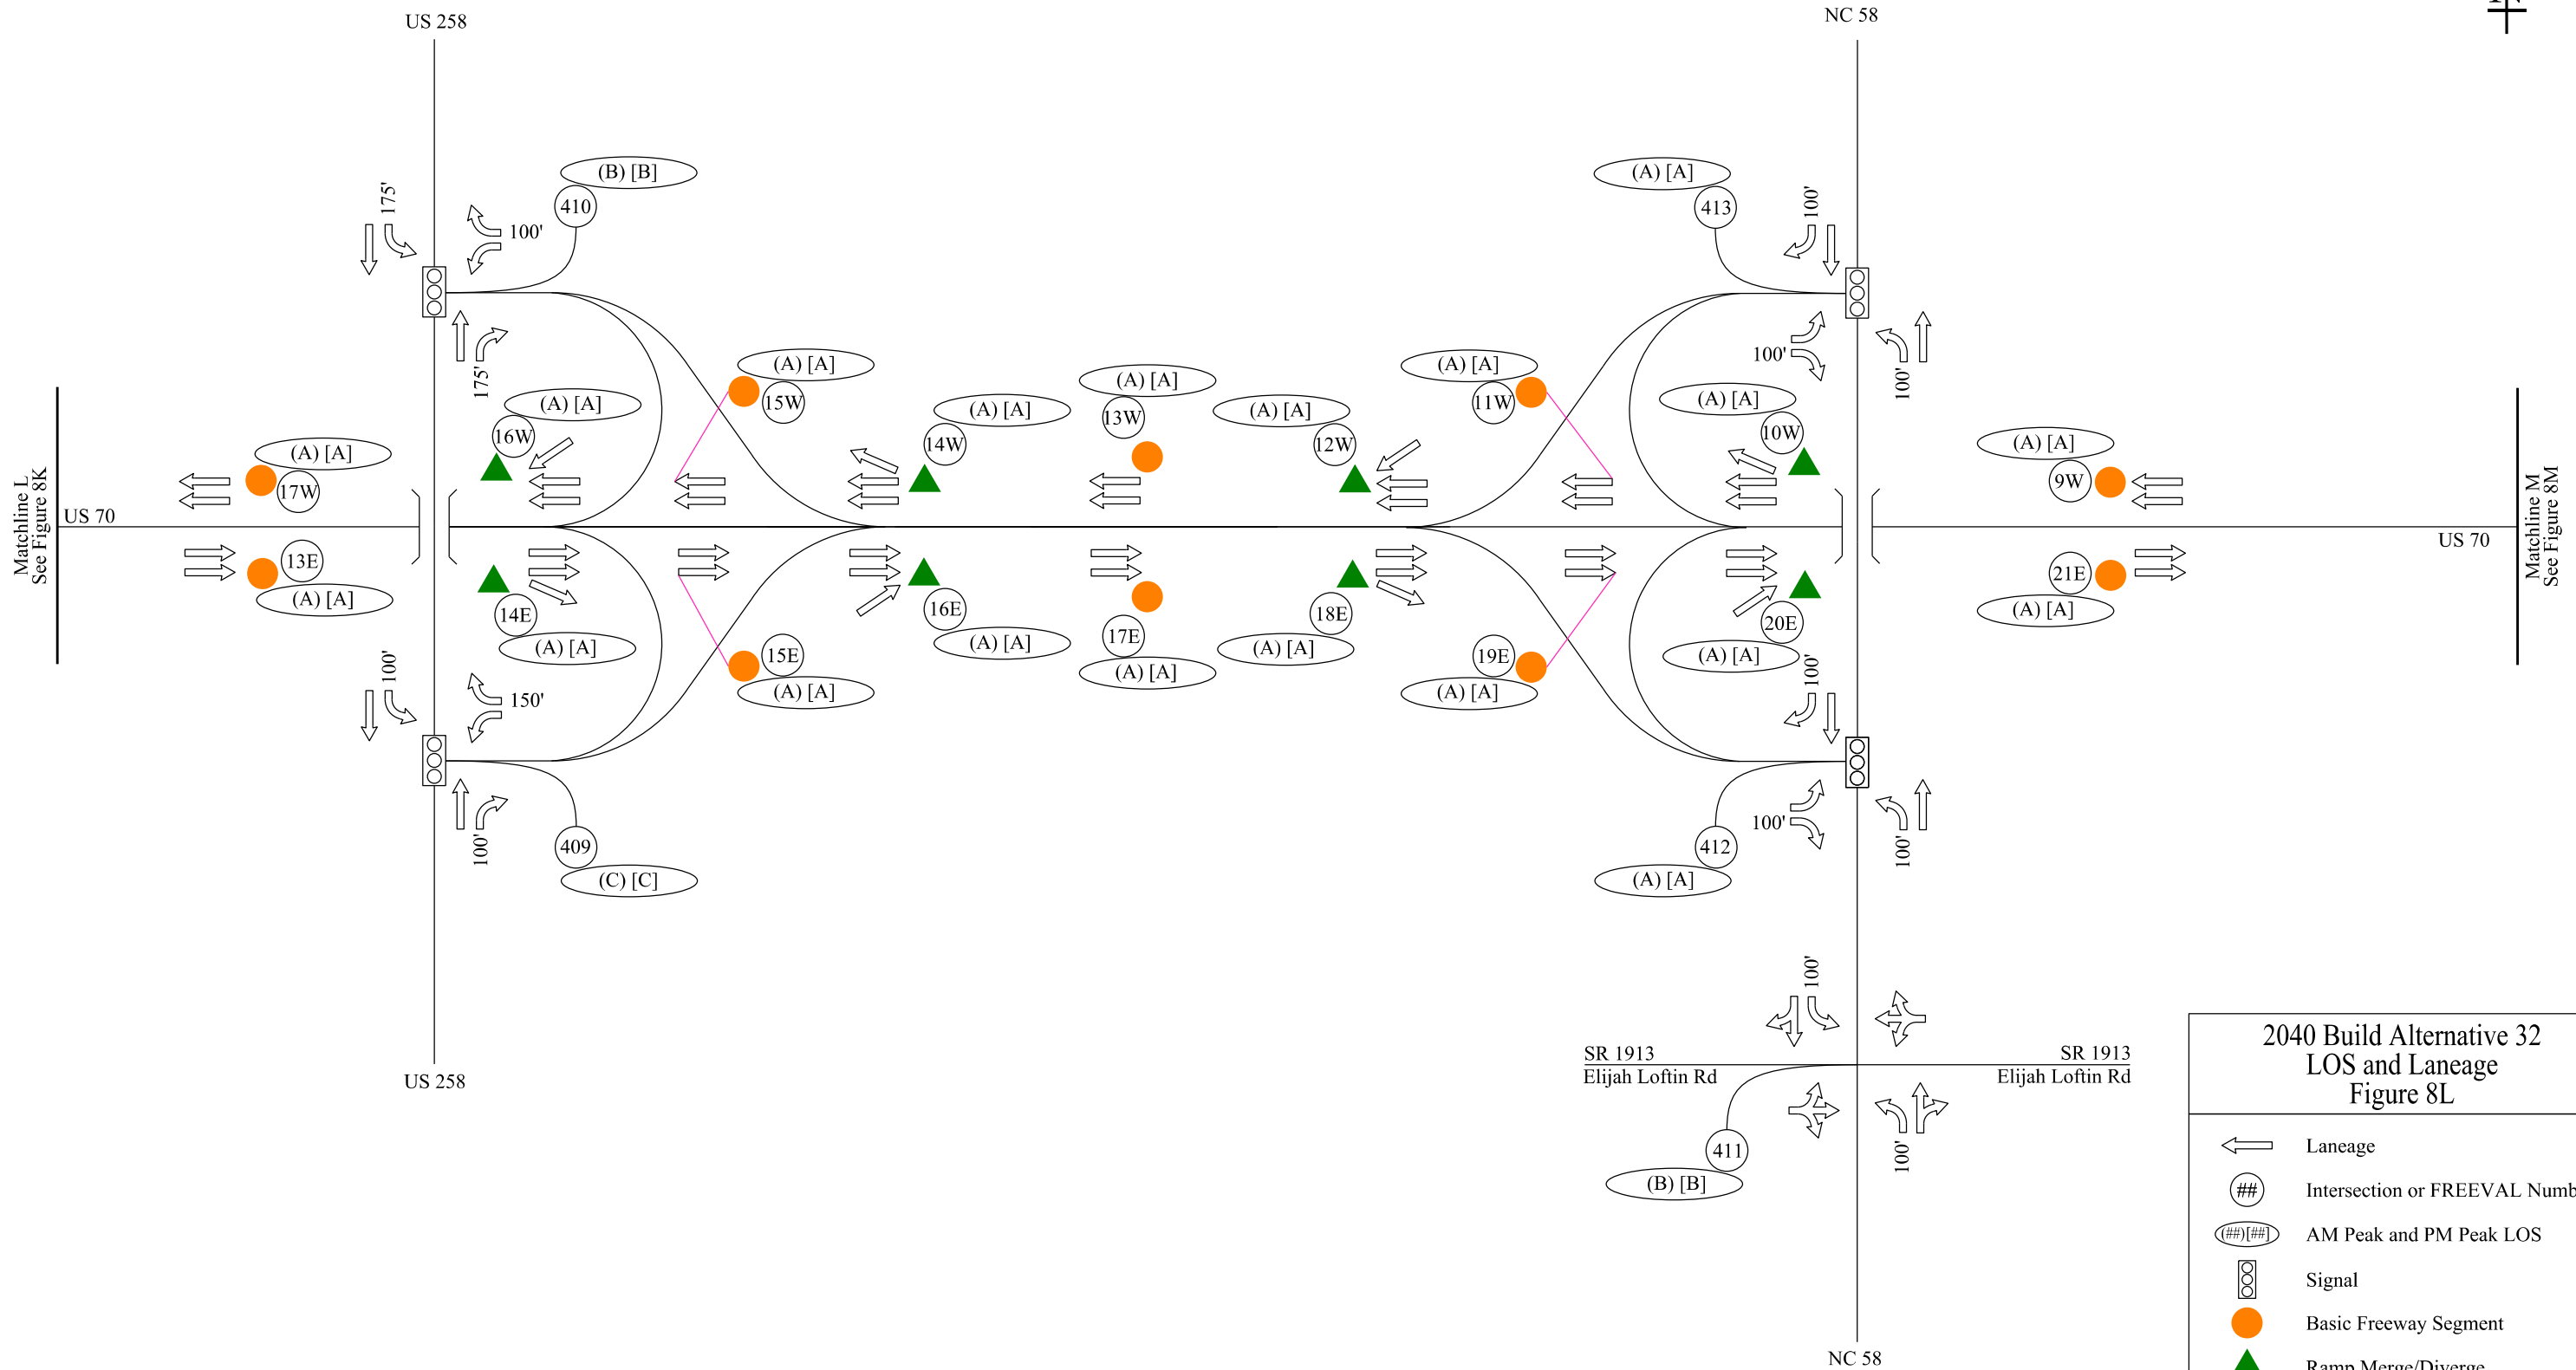 US 258
NC 58
N
(B) [B]
410
(A) [A]
413
175'
100'
100'
175'
100'
100'
(A) [A]
15W
(A) [A]
13W
(A) [A]
11W
(A) [A]
16W
(A) [A]
14W
(A) [A]
12W
(A) [A]
10W
(A) [A]
17W
(A) [A]
9W
Matchline L
See Figure 8K
US 70
Matchline M
See Figure 8M
US 70
13E
(A) [A]
14E
(A) [A]
15E
(A) [A]
16E
(A) [A]
17E
(A) [A]
18E
(A) [A]
19E
(A) [A]
20E
(A) [A]
21E
(A) [A]
100'
150'
100'
100'
100'
100'
409
(C) [C]
412
(A) [A]
US 258
100'
SR 1913
Elijah Loftin Rd
SR 1913
Elijah Loftin Rd
100'
411
(B) [B]
NC 58
2040 Build Alternative 32
LOS and Laneage
Figure 8L
Laneage
## Intersection or FREEVAL Numb
(##)[##] AM Peak and PM Peak LOS
Signal
Basic Freeway Segment
Ramp Merge/Diverge